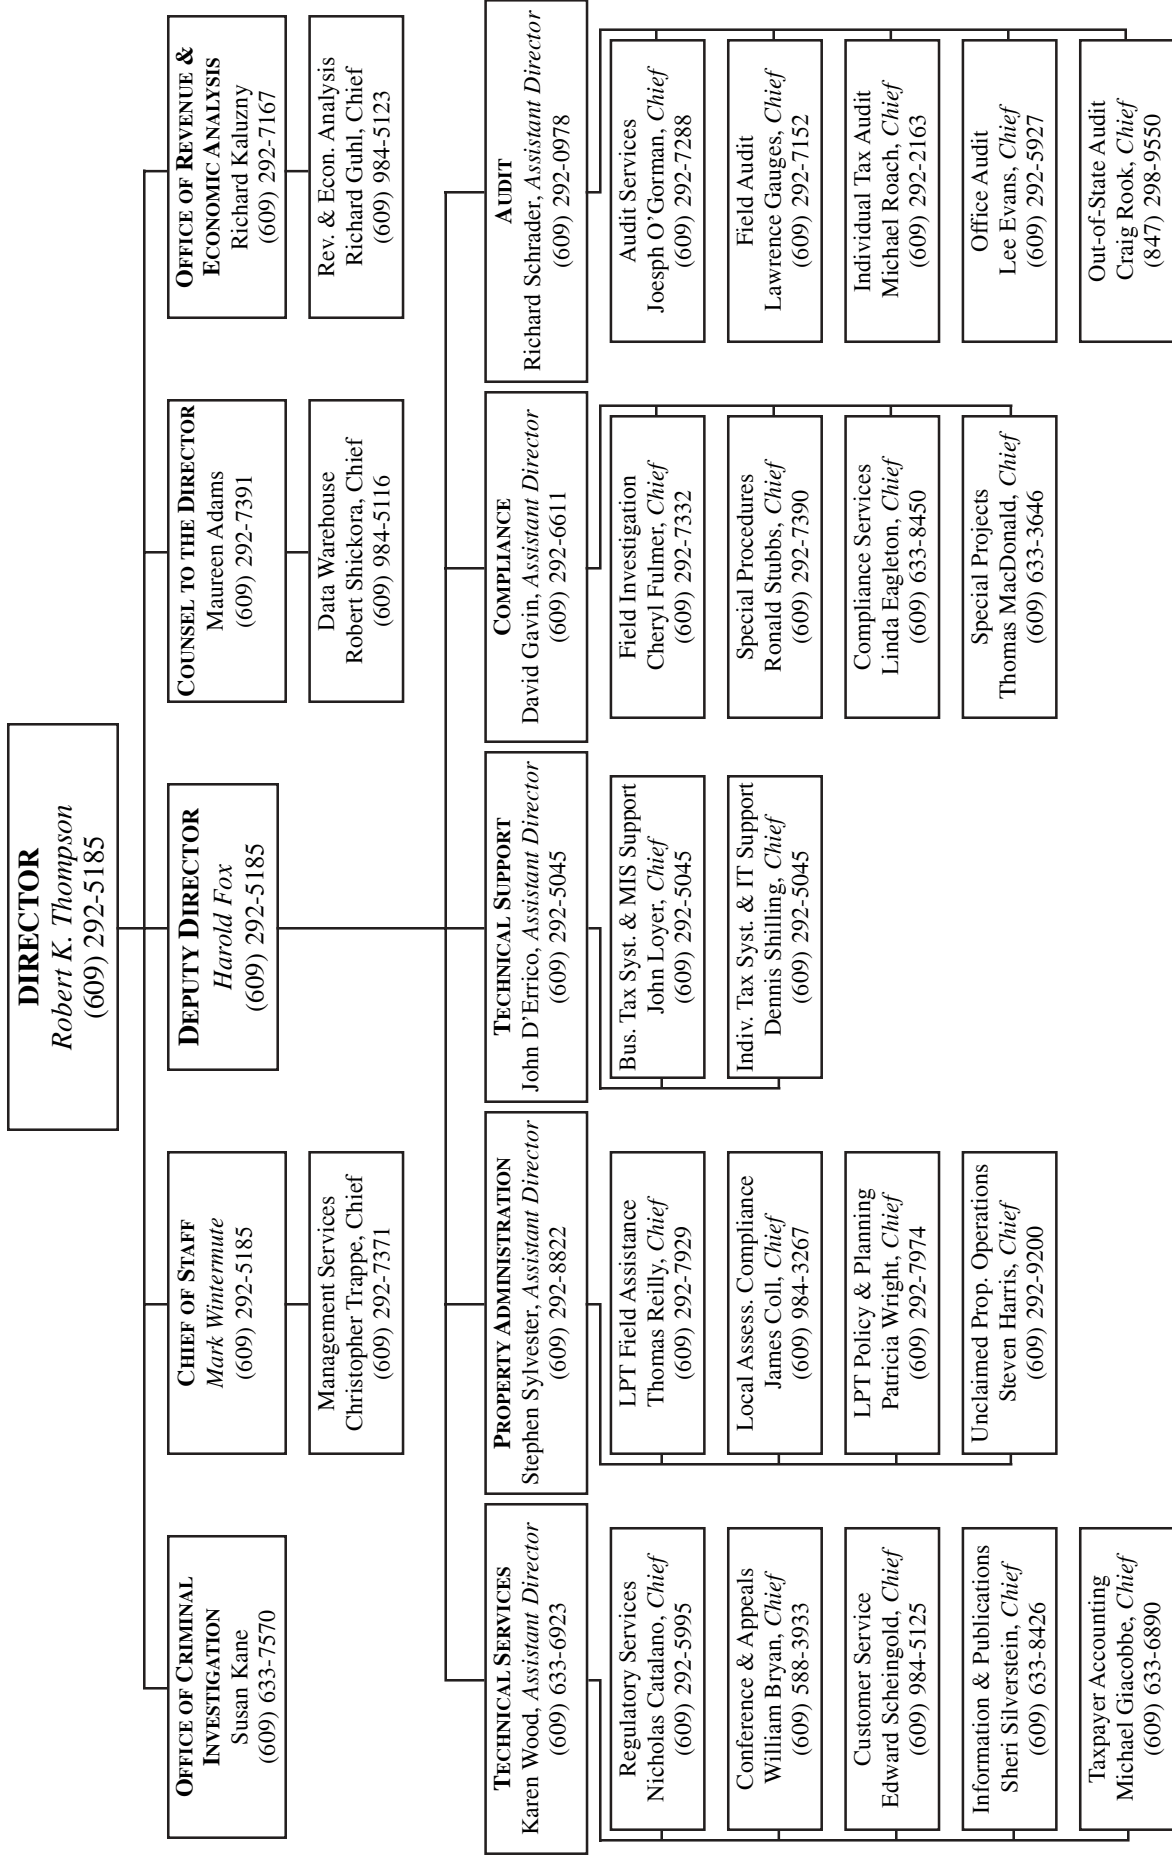 DIRECTOR
Robert K. Thompson
(609) 292-5185
OFFICE OF CRIMINAL
INVESTIGATION
Susan Kane
(609) 633-7570
CHIEF OF STAFF
Mark Wintermute
(609) 292-5185
Management Services
Christopher Trappe, Chief
(609) 292-7371
DEPUTY DIRECTOR
Harold Fox
(609) 292-5185
COUNSEL TO THE DIRECTOR
Maureen Adams
(609) 292-7391
Data Warehouse
Robert Shickora, Chief
(609) 984-5116
OFFICE OF REVENUE &
ECONOMIC ANALYSIS
Richard Kaluzny
(609) 292-7167
Rev. & Econ. Analysis
Richard Guhl, Chief
(609) 984-5123
TECHNICAL SERVICES
Karen Wood, Assistant Director
(609) 633-6923
Regulatory Services
Nicholas Catalano, Chief
(609) 292-5995
Conference & Appeals
William Bryan, Chief
(609) 588-3933
Customer Service
Edward Scheingold, Chief
(609) 984-5125
Information & Publications
Sheri Silverstein, Chief
(609) 633-8426
Taxpayer Accounting
Michael Giacobbe, Chief
(609) 633-6890
PROPERTY ADMINISTRATION
Stephen Sylvester, Assistant Director
(609) 292-8822
LPT Field Assistance
Thomas Reilly, Chief
(609) 292-7929
Local Assess. Compliance
James Coll, Chief
(609) 984-3267
LPT Policy & Planning
Patricia Wright, Chief
(609) 292-7974
Unclaimed Prop. Operations
Steven Harris, Chief
(609) 292-9200
TECHNICAL SUPPORT
John D'Errico, Assistant Director
(609) 292-5045
Bus. Tax Syst. & MIS Support
John Loyer, Chief
(609) 292-5045
Indiv. Tax Syst. & IT Support
Dennis Shilling, Chief
(609) 292-5045
COMPLIANCE
David Gavin, Assistant Director
(609) 292-6611
Field Investigation
Cheryl Fulmer, Chief
(609) 292-7332
Special Procedures
Ronald Stubbs, Chief
(609) 292-7390
Compliance Services
Linda Eagleton, Chief
(609) 633-8450
Special Projects
Thomas MacDonald, Chief
(609) 633-3646
AUDIT
Richard Schrader, Assistant Director
(609) 292-0978
Audit Services
Joesph O'Gorman, Chief
(609) 292-7288
Field Audit
Lawrence Gauges, Chief
(609) 292-7152
Individual Tax Audit
Michael Roach, Chief
(609) 292-2163
Office Audit
Lee Evans, Chief
(609) 292-5927
Out-of-State Audit
Craig Rook, Chief
(847) 298-9550